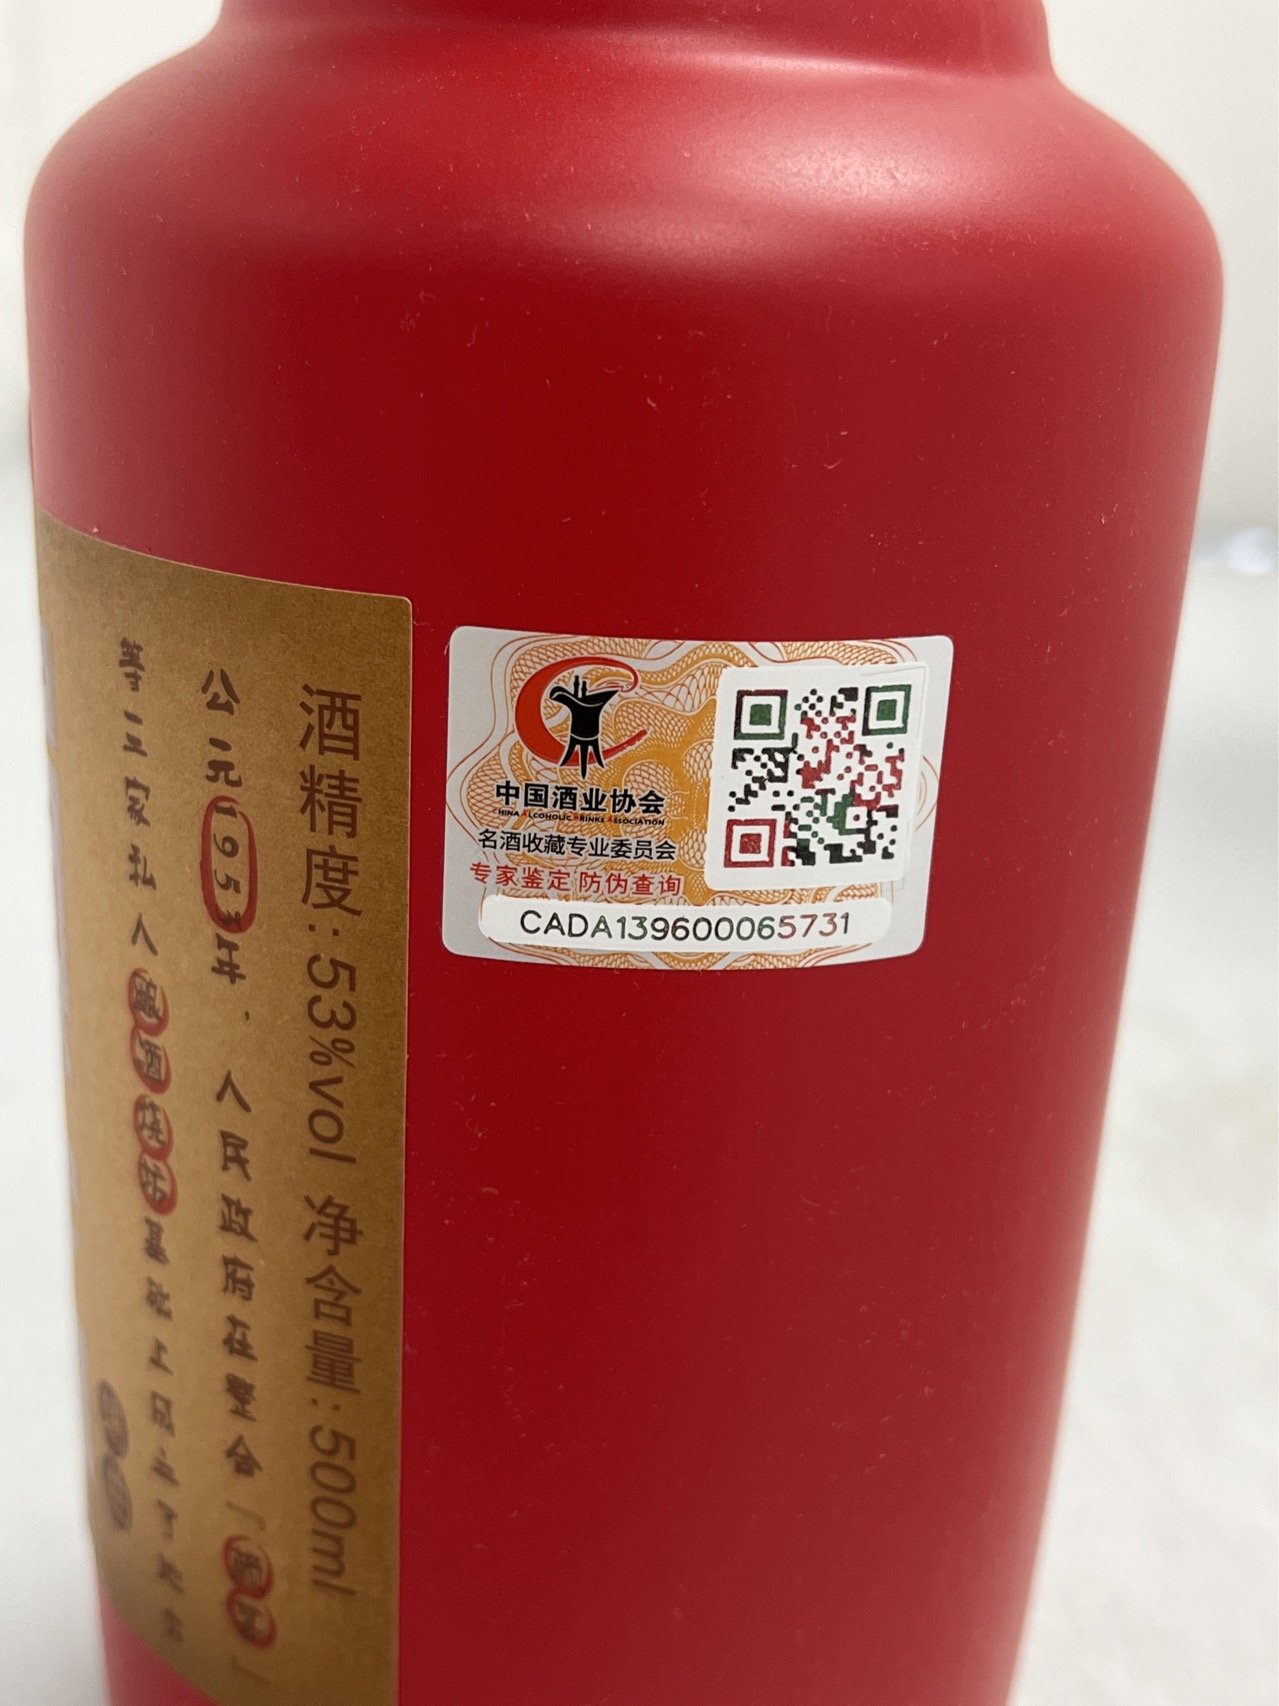 酒精度:53%vol 净含量:500ml
公元1953年,人民政府在整合「
等三家私人酿酒烧坊基础上
中国酒业协会
CHINA ALCOHOLIC DRINKS ASSOCIATION
名酒收藏专业委员会
专家鉴定 防伪查询
CADA139600065731